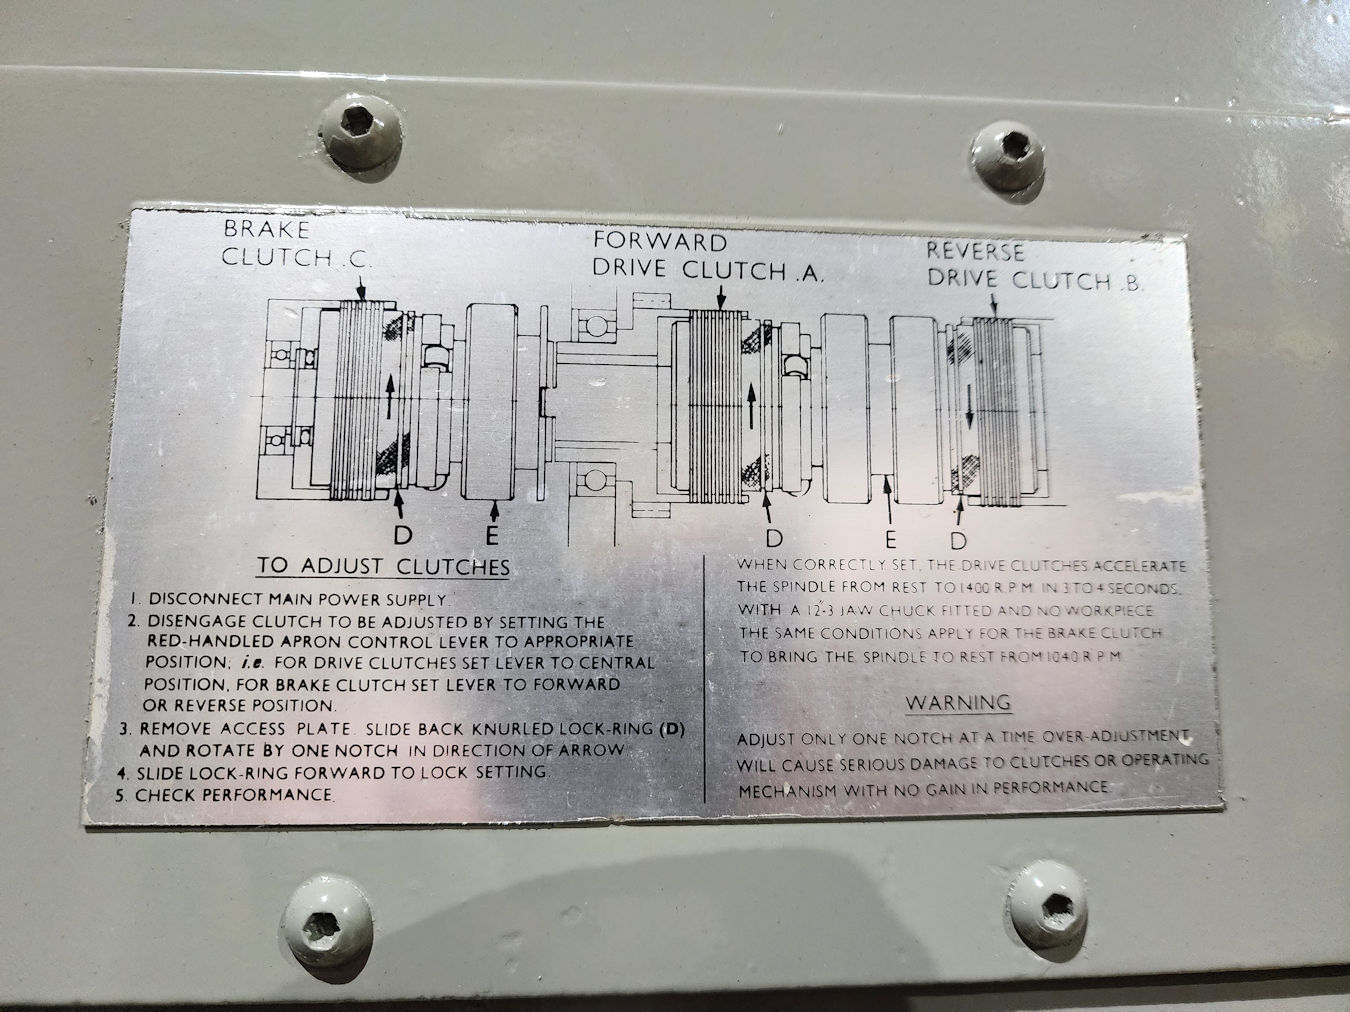 BRAKE
CLUTCH .C.
FORWARD
DRIVE CLUTCH .A.
REVERSE
DRIVE CLUTCH .B.
D
E
D
E
D
TO ADJUST CLUTCHES
1. DISCONNECT MAIN POWER SUPPLY
2. DISENGAGE CLUTCH TO BE ADJUSTED BY SETTING THE
RED-HANDLED APRON CONTROL LEVER TO APPROPRIATE
POSITION; i.e. FOR DRIVE CLUTCHES SET LEVER TO CENTRAL
POSITION, FOR BRAKE CLUTCH SET LEVER TO FORWARD
OR REVERSE POSITION.
3. REMOVE ACCESS PLATE. SLIDE BACK KNURLED LOCK-RING (D)
AND ROTATE BY ONE NOTCH IN DIRECTION OF ARROW
4. SLIDE LOCK-RING FORWARD TO LOCK SETTING.
5. CHECK PERFORMANCE.
WHEN CORRECTLY SET, THE DRIVE CLUTCHES ACCELERATE
THE SPINDLE FROM REST TO 1400 R.P.M IN 3 TO 4 SECONDS.
WITH A 12"-3 JAW CHUCK FITTED AND NO WORKPIECE
THE SAME CONDITIONS APPLY FOR THE BRAKE CLUTCH
TO BRING THE SPINDLE TO REST FROM 1040 R P M
WARNING
ADJUST ONLY ONE NOTCH AT A TIME OVER-ADJUSTMENT
WILL CAUSE SERIOUS DAMAGE TO CLUTCHES OR OPERATING
MECHANISM WITH NO GAIN IN PERFORMANCE